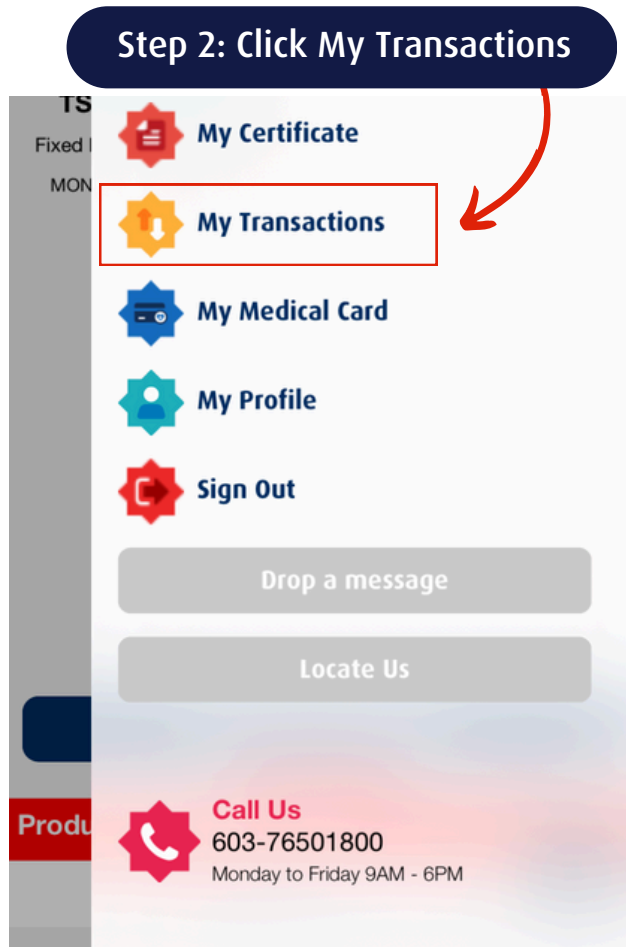 Step 2: Click My Transactions
TS
Fixed
MON
My Certificate
My Transactions
My Medical Card
My Profile
Sign Out
Drop a message
Locate Us
Produ
Call Us
603-76501800
Monday to Friday 9AM - 6PM